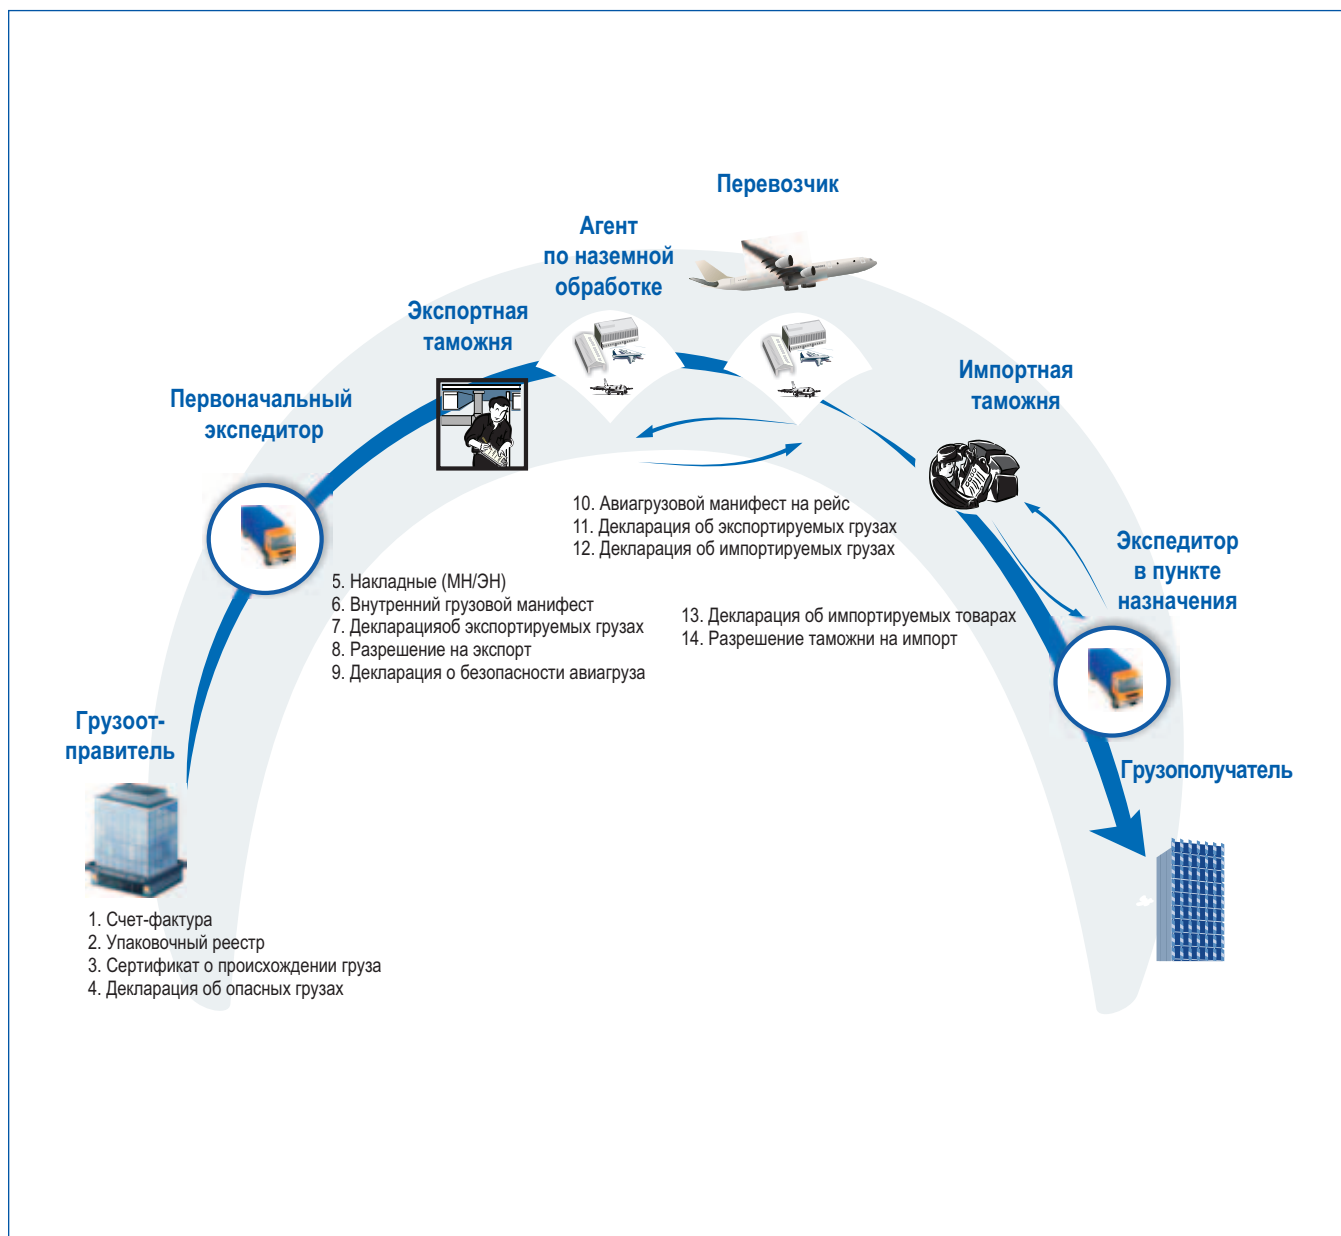 Перевозчик
Агент
по наземной
обработке
Экспортная
таможня
Импортная
таможня
Первоначальный
экспедитор
10. Авиагрузовой манифест на рейс
11. Декларация об экспортируемых грузах
12. Декларация об импортируемых грузах
Экспедитор
в пункте
назначения
5. Накладные (МН/ЭН)
6. Внутренний грузовой манифест
7. Декларацияоб экспортируемых грузах
8. Разрешение на экспорт
9. Декларация о безопасности авиагруза
13. Декларация об импортируемых товарах
14. Разрешение таможни на импорт
Грузоот-
правитель
Грузополучатель
1. Счет-фактура
2. Упаковочный реестр
3. Сертификат о происхождении груза
4. Декларация об опасных грузах